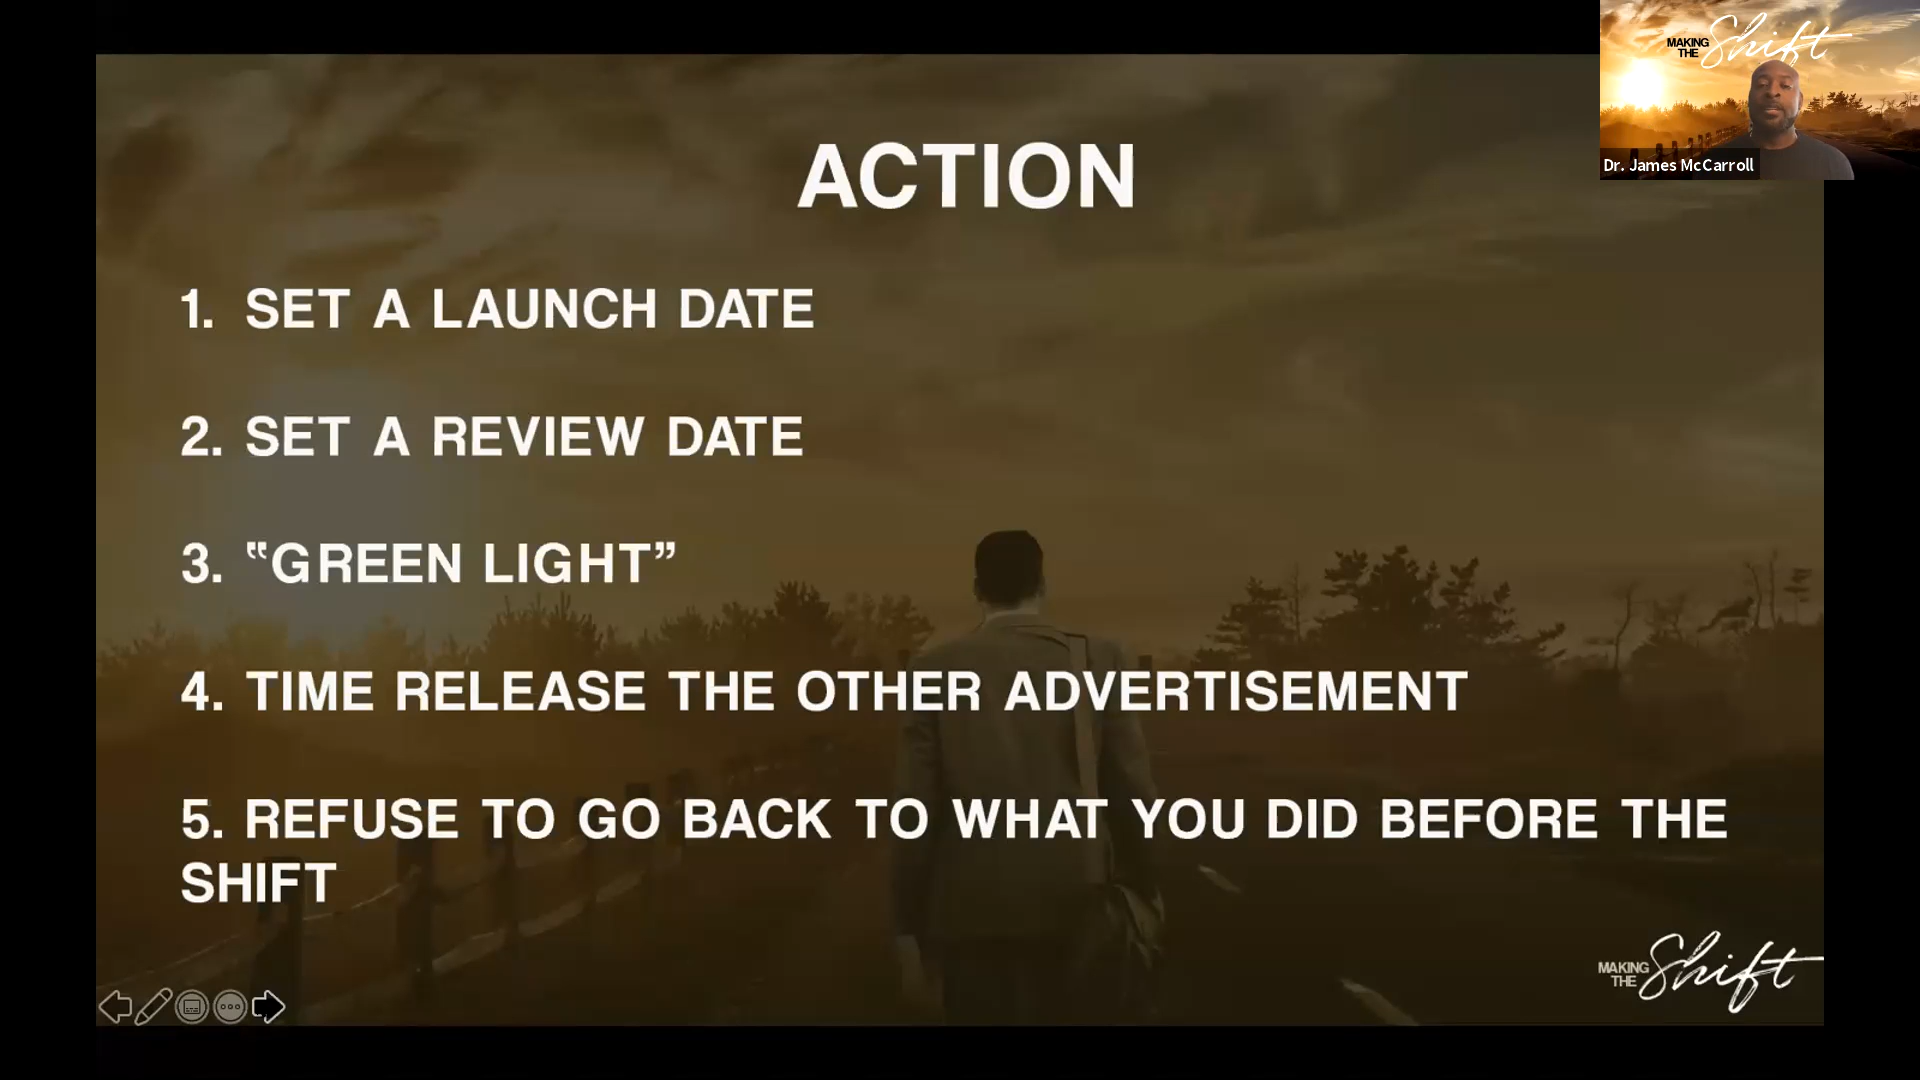 MAKING
THE Shift
Dr. James McCarroll
ACTION
1. SET A LAUNCH DATE
2. SET A REVIEW DATE
3. “GREEN LIGHT”
4. TIME RELEASE THE OTHER ADVERTISEMENT
5. REFUSE TO GO BACK TO WHAT YOU DID BEFORE THE
SHIFT
MAKING
THE Shift